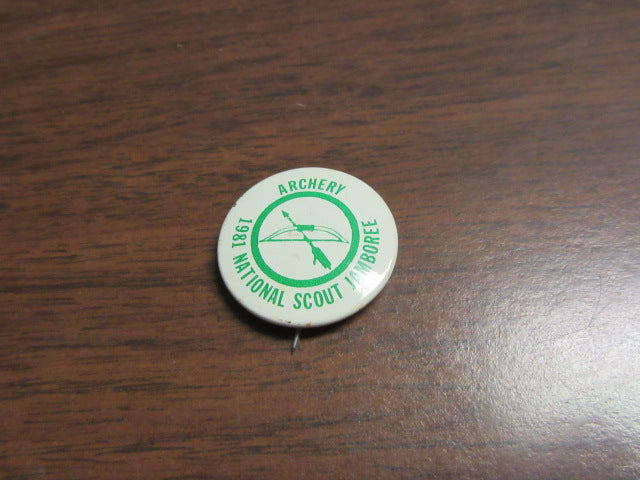 ARCHERY
1981 NATIONAL SCOUT JAMBOREE